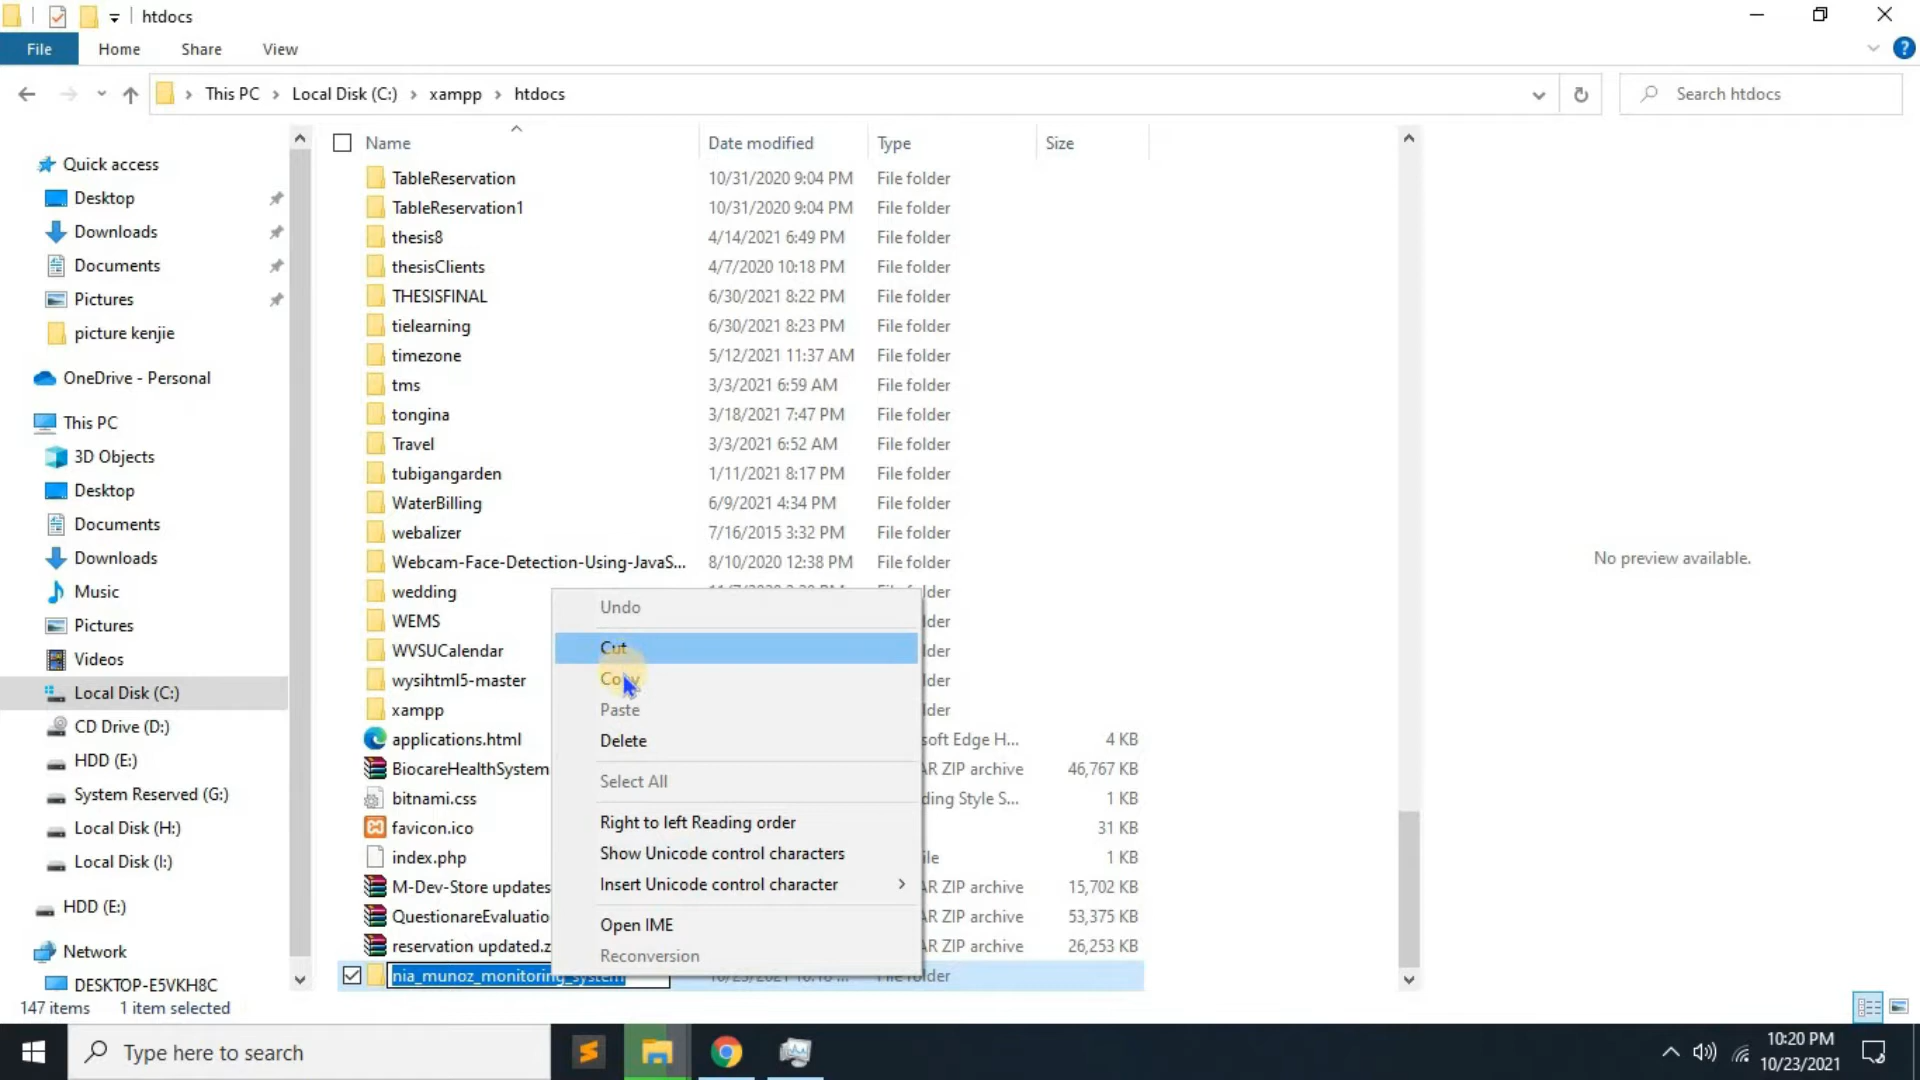 htdocs
File Home Share View
This PC > Local Disk (C:) > xampp > htdocs
Search htdocs
Name Date modified Type Size
Quick access
Desktop
Downloads
Documents
Pictures
picture kenjie
OneDrive - Personal
This PC
3D Objects
Desktop
Documents
Downloads
Music
Pictures
Videos
Local Disk (C:)
CD Drive (D:)
HDD (E:)
System Reserved (G:)
Local Disk (H:)
Local Disk (I:)
HDD (E:)
Network
DESKTOP-E5VKH8C
TableReservation 10/31/2020 9:04 PM File folder
TableReservation1 10/31/2020 9:04 PM File folder
thesis8 4/14/2021 6:49 PM File folder
thesisClients 4/7/2020 10:18 PM File folder
THESISFINAL 6/30/2021 8:22 PM File folder
tielearning 6/30/2021 8:23 PM File folder
timezone 5/12/2021 11:37 AM File folder
tms 3/3/2021 6:59 AM File folder
tongina 3/18/2021 7:47 PM File folder
Travel 3/3/2021 6:52 AM File folder
tubigangarden 1/11/2021 8:17 PM File folder
WaterBilling 6/9/2021 4:34 PM File folder
webalizer 7/16/2015 3:32 PM File folder
Webcam-Face-Detection-Using-JavaS... 8/10/2020 12:38 PM File folder
wedding lder
WEMS lder
WVSUCalendar lder
wysihtml5-master lder
xampp lder
applications.html soft Edge H... 4 KB
BiocareHealthSystem AR ZIP archive 46,767 KB
bitnami.css ding Style S... 1 KB
favicon.ico 31 KB
index.php ile 1 KB
M-Dev-Store updates AR ZIP archive 15,702 KB
QuestionareEvaluatio AR ZIP archive 53,375 KB
reservation updated.z AR ZIP archive 26,253 KB
nia_munoz_monitoring_system File folder
Undo
Cut
Copy
Paste
Delete
Select All
Right to left Reading order
Show Unicode control characters
Insert Unicode control character >
Open IME
Reconversion
No preview available.
147 items 1 item selected
Type here to search
10:20 PM
10/23/2021